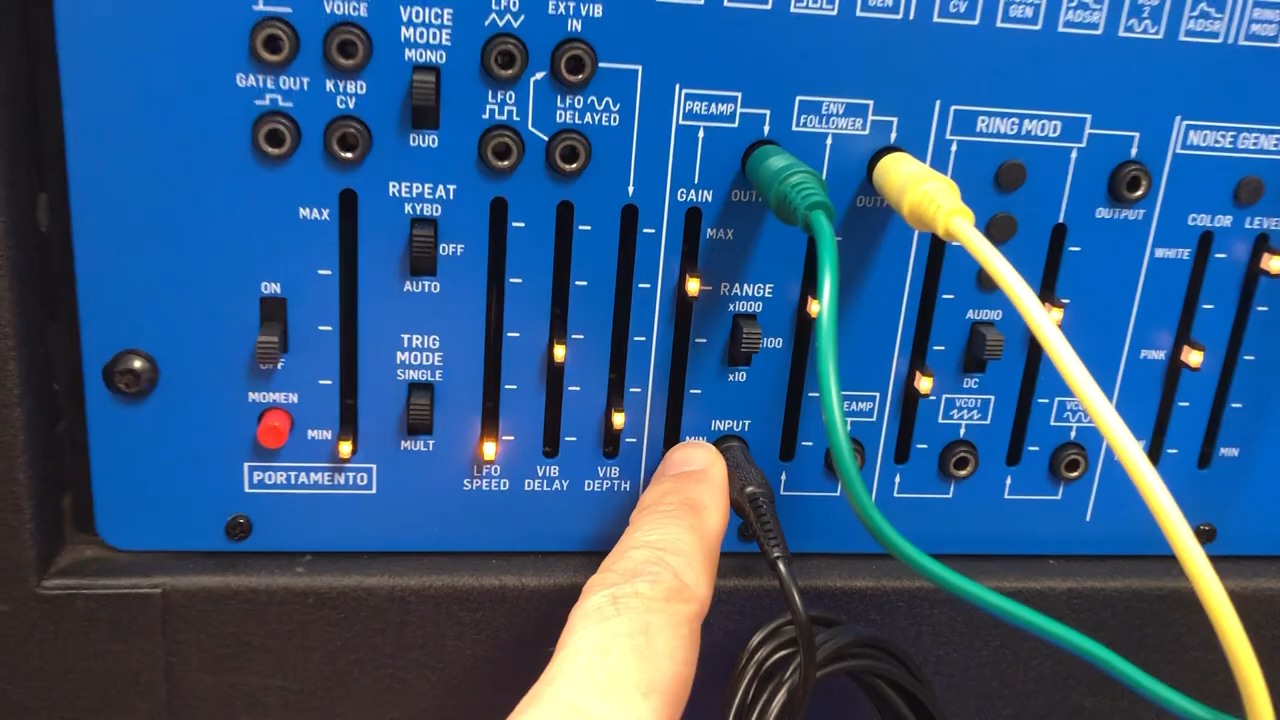 VOICE
GATE OUT
KYBD
CV
VOICE
MODE
MONO
DUO
LFO
EXT VIB
IN
LFO
LFO
DELAYED
REPEAT
KYBD
OFF
AUTO
TRIG
MODE
SINGLE
MULT
MAX
ON
OFF
MOMEN
MIN
PORTAMENTO
LFO
SPEED
VIB
DELAY
VIB
DEPTH
PREAMP
GAIN
MAX
RANGE
x1000
x100
x10
INPUT
MIN
ENV
FOLLOWER
RING MOD
OUTPUT
AUDIO
DC
VCO1
NOISE GENE
COLOR
LEVE
WHITE
PINK
MIN
CV
GEN
ADSR
2
ADSR
RING
MOD